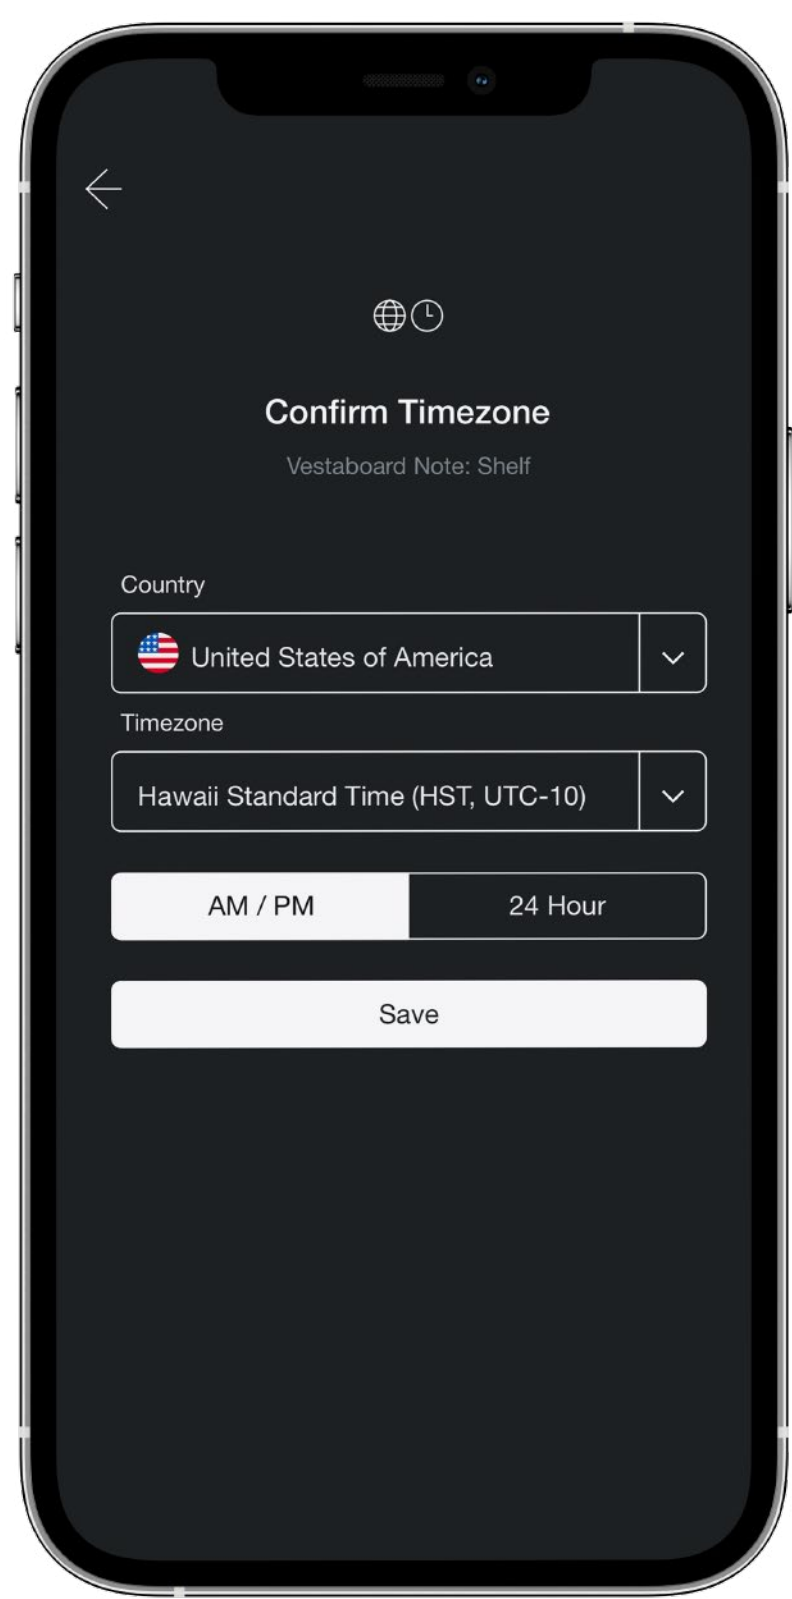 Confirm Timezone
Vestaboard Note: Shelf
Country
United States of America
Timezone
Hawaii Standard Time (HST, UTC-10)
AM / PM
24 Hour
Save